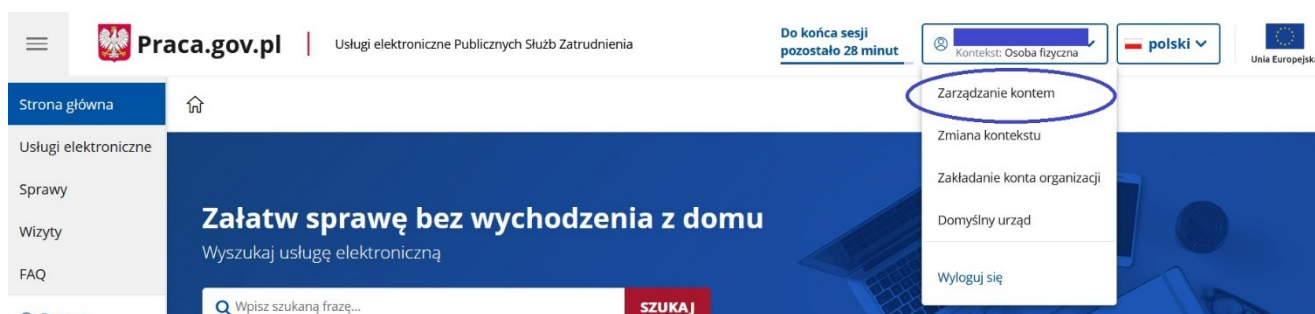 Praca.gov.pl
Usługi elektroniczne Publicznych Służb Zatrudnienia
Do końca sesji
pozostało 28 minut
Kontekst: Osoba fizyczna
polski
Unia Europejska
Strona główna
Usługi elektroniczne
Sprawy
Wizyty
FAQ
Załatw sprawę bez wychodzenia z domu
Wyszukaj usługę elektroniczną
Wpisz szukaną frazę...
SZUKAJ
Zarządzanie kontem
Zmiana kontekstu
Zakładanie konta organizacji
Domyślny urząd
Wyloguj się